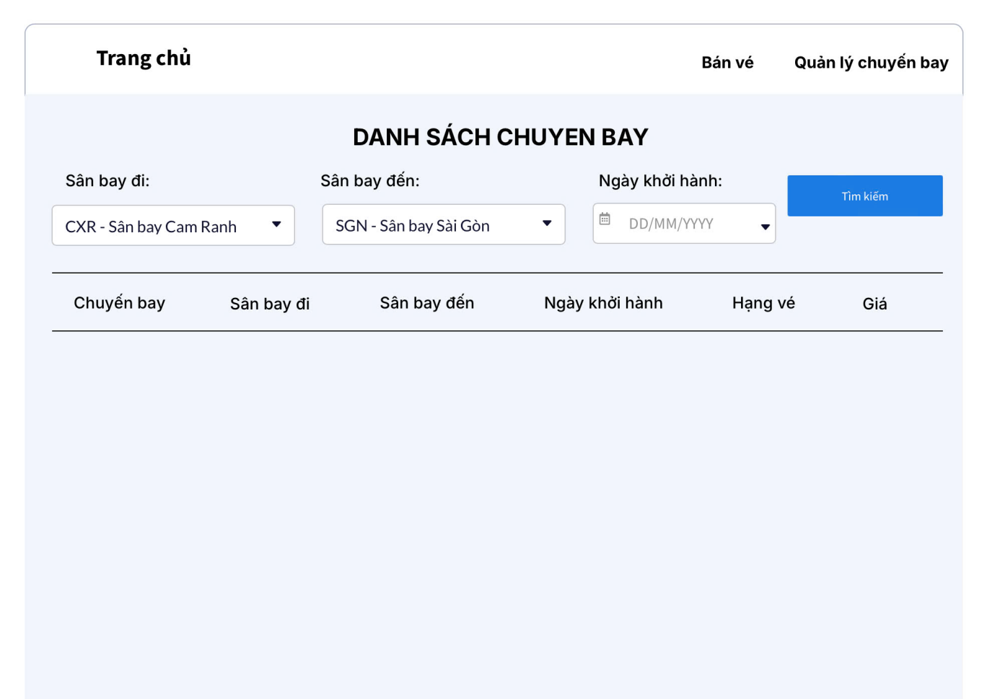 Trang chủ
Bán vé
Quản lý chuyến bay
DANH SÁCH CHUYEN BAY
Sân bay đi:
Sân bay đến:
Ngày khởi hành:
Tìm kiếm
CXR - Sân bay Cam Ranh
SGN - Sân bay Sài Gòn
DD/MM/YYYY
Chuyến bay
Sân bay đi
Sân bay đến
Ngày khởi hành
Hạng vé
Giá